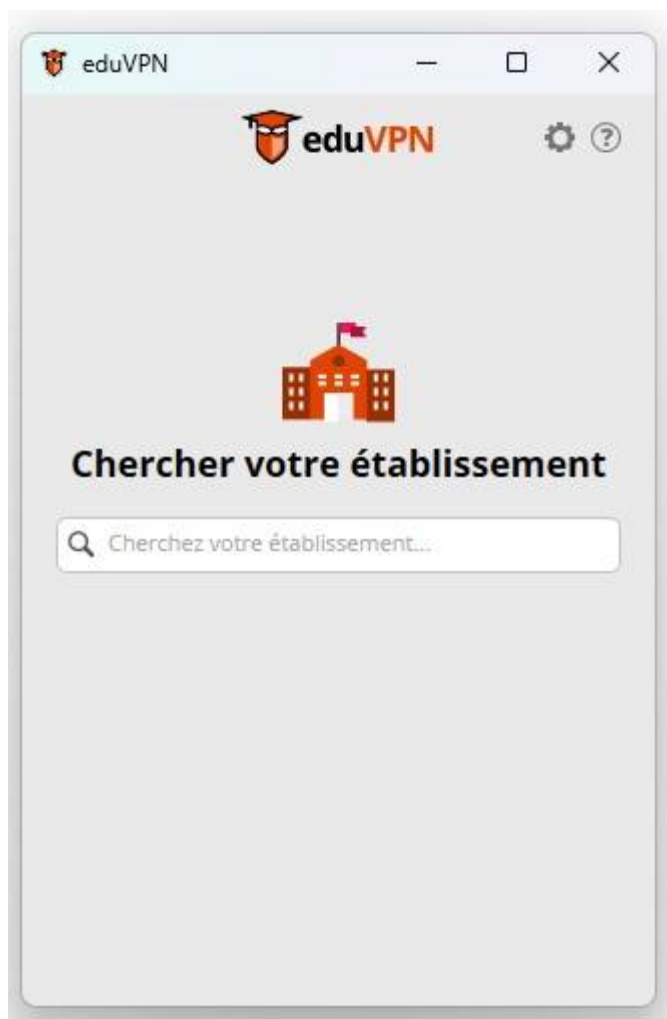 eduVPN
eduVPN
Chercher votre établissement
Cherchez votre établissement...